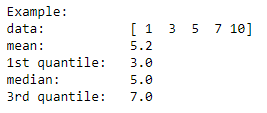 Example:
data:          [ 1  3  5  7 10]
mean:          5.2
1st quantile:  3.0
median:        5.0
3rd quantile:  7.0